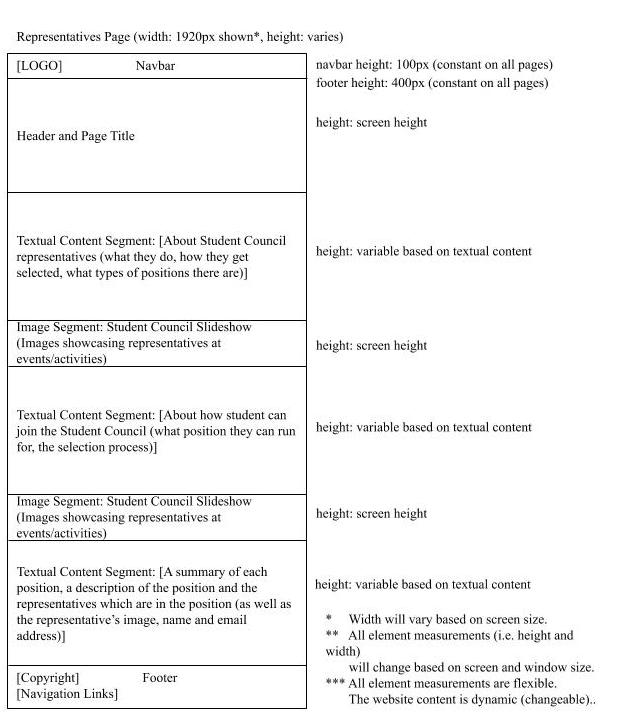 Representatives Page (width: 1920px shown*, height: varies)
[LOGO] Navbar
navbar height: 100px (constant on all pages)
footer height: 400px (constant on all pages)
Header and Page Title
height: screen height
Textual Content Segment: [About Student Council
representatives (what they do, how they get
selected, what types of positions there are)]
height: variable based on textual content
Image Segment: Student Council Slideshow
(Images showcasing representatives at
events/activities)
height: screen height
Textual Content Segment: [About how student can
join the Student Council (what position they can run
for, the selection process)]
height: variable based on textual content
Image Segment: Student Council Slideshow
(Images showcasing representatives at
events/activities)
height: screen height
Textual Content Segment: [A summary of each
position, a description of the position and the
representatives which are in the position (as well as
the representative's image, name and email
address)]
height: variable based on textual content
* Width will vary based on screen size.
** All element measurements (i.e. height and
width)
will change based on screen and window size.
*** All element measurements are flexible.
The website content is dynamic (changeable)..
[Copyright] Footer
[Navigation Links]